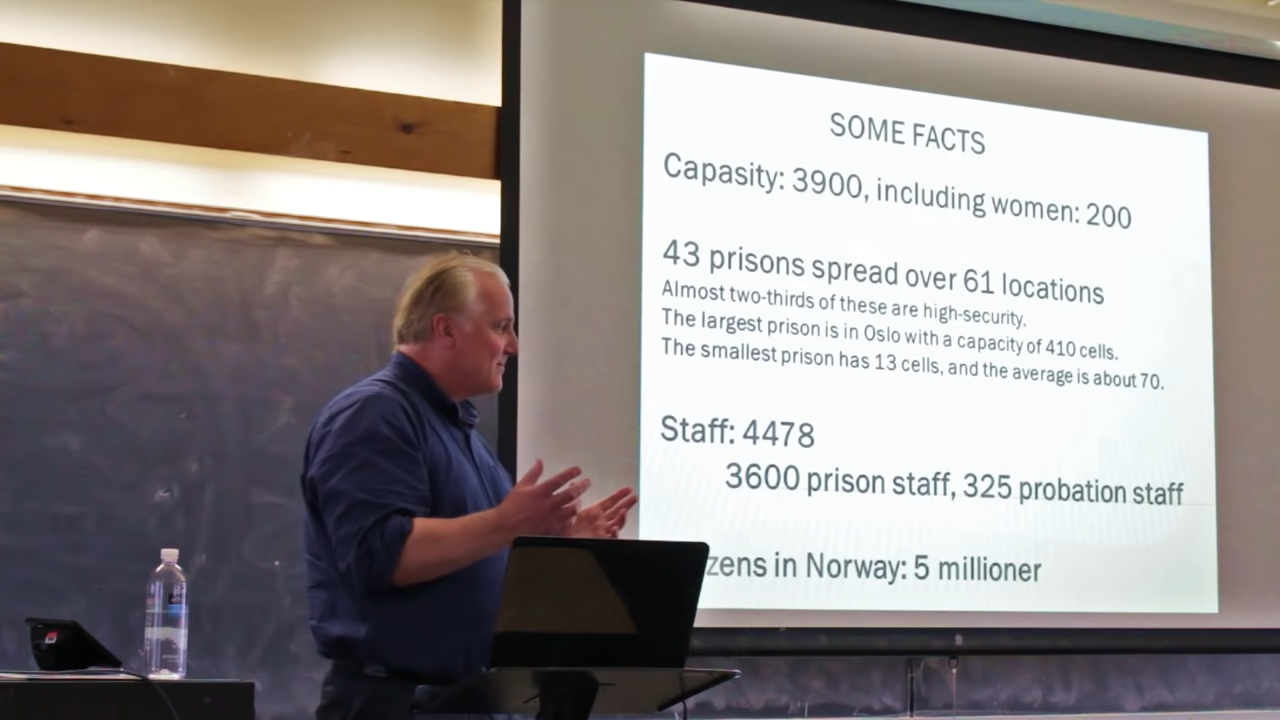 SOME FACTS
Capasity: 3900, including women: 200
43 prisons spread over 61 locations
Almost two-thirds of these are high-security.
The largest prison is in Oslo with a capacity of 410 cells.
The smallest prison has 13 cells, and the average is about 70.
Staff: 4478
3600 prison staff, 325 probation staff
in Norway: 5 millioner